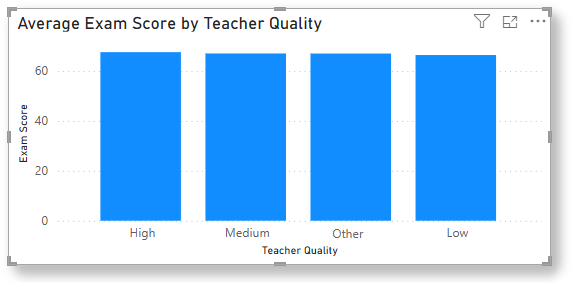 Average Exam Score by Teacher Quality
Exam Score
60
40
20
0
High Medium Other Low
Teacher Quality